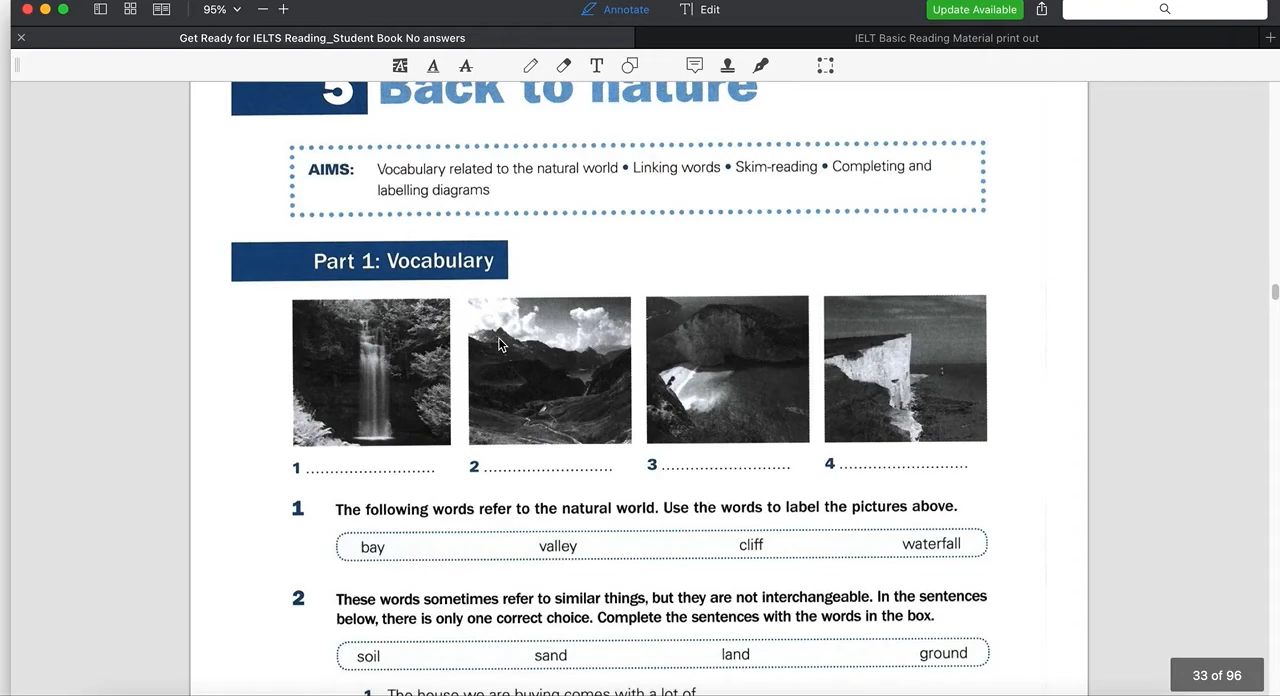 95%
Annotate
T Edit
Update Available
Get Ready for IELTS Reading_Student Book No answers
IELT Basic Reading Material print out
5 Back to nature
AIMS: Vocabulary related to the natural world • Linking words • Skim-reading • Completing and
labelling diagrams
Part 1: Vocabulary
1 ........................... 2 ........................... 3 ........................... 4 ...........................
1 The following words refer to the natural world. Use the words to label the pictures above.
bay valley cliff waterfall
2 These words sometimes refer to similar things, but they are not interchangeable. In the sentences
below, there is only one correct choice. Complete the sentences with the words in the box.
soil sand land ground
1 The house we are buying comes with a lot of
33 of 96